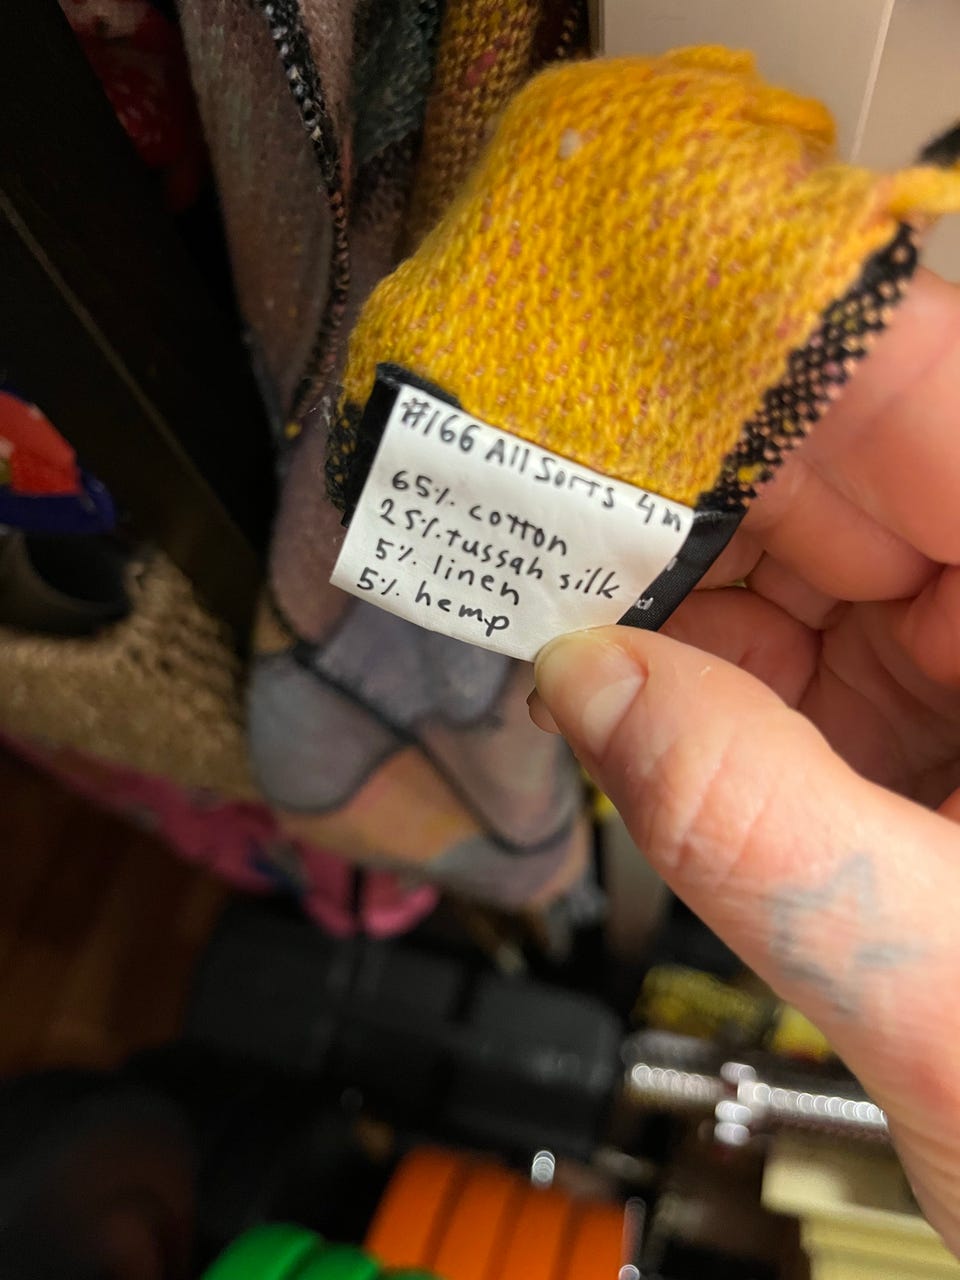 #166 All Sorts 4m
65% cotton
25% tussah silk
5% linen
5% hemp